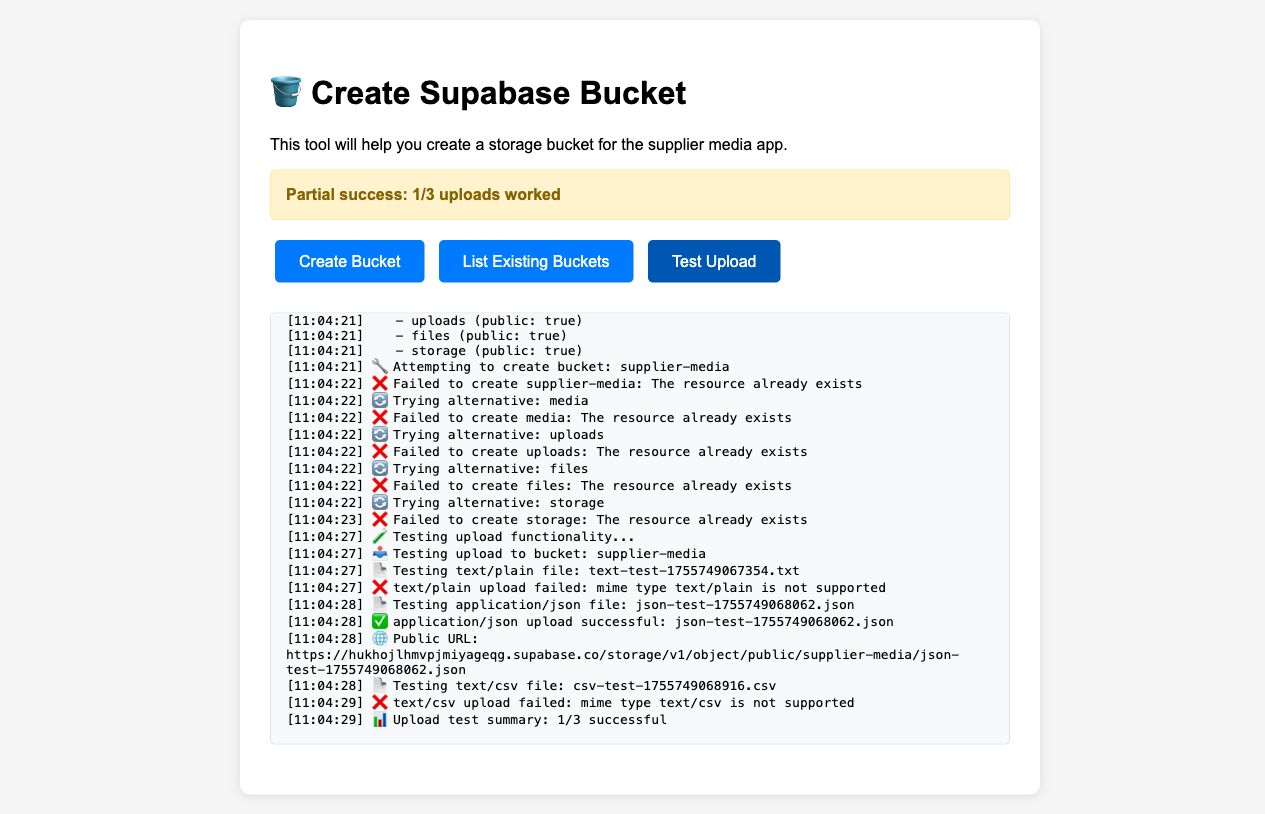 🪣 Create Supabase Bucket
This tool will help you create a storage bucket for the supplier media app.
Partial success: 1/3 uploads worked
Create Bucket
List Existing Buckets
Test Upload
[11:04:21]    - uploads (public: true)
[11:04:21]    - files (public: true)
[11:04:21]    - storage (public: true)
[11:04:21] 🔧 Attempting to create bucket: supplier-media
[11:04:22] ❌ Failed to create supplier-media: The resource already exists
[11:04:22] 🔄 Trying alternative: media
[11:04:22] ❌ Failed to create media: The resource already exists
[11:04:22] 🔄 Trying alternative: uploads
[11:04:22] ❌ Failed to create uploads: The resource already exists
[11:04:22] 🔄 Trying alternative: files
[11:04:22] ❌ Failed to create files: The resource already exists
[11:04:22] 🔄 Trying alternative: storage
[11:04:23] ❌ Failed to create storage: The resource already exists
[11:04:27] 🧪 Testing upload functionality...
[11:04:27] 📤 Testing upload to bucket: supplier-media
[11:04:27] 📄 Testing text/plain file: text-test-1755749067354.txt
[11:04:27] ❌ text/plain upload failed: mime type text/plain is not supported
[11:04:28] 📄 Testing application/json file: json-test-1755749068062.json
[11:04:28] ✅ application/json upload successful: json-test-1755749068062.json
[11:04:28] 🌐 Public URL:
https://hukhojlhmvpjmiyageqg.supabase.co/storage/v1/object/public/supplier-media/json-
test-1755749068062.json
[11:04:28] 📄 Testing text/csv file: csv-test-1755749068916.csv
[11:04:29] ❌ text/csv upload failed: mime type text/csv is not supported
[11:04:29] 📊 Upload test summary: 1/3 successful